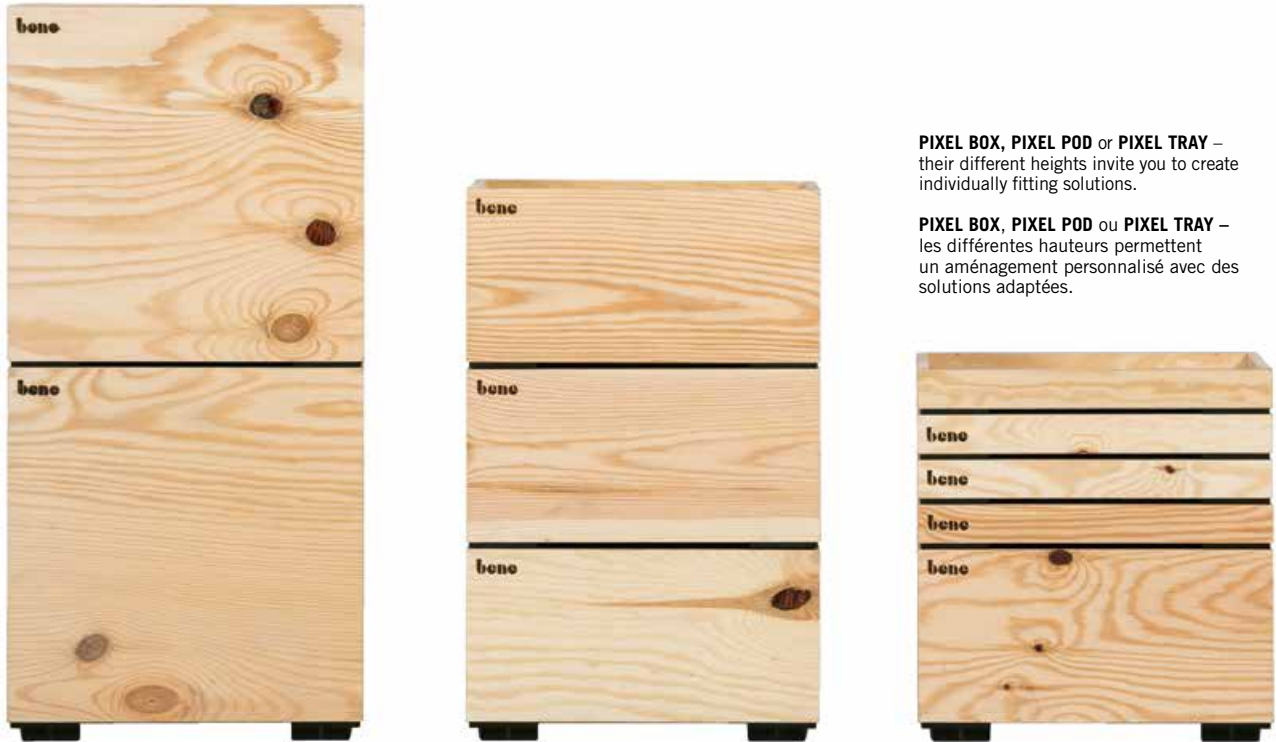 bene
bene
bene
bene
bene
bene
bene
bene
bene
PIXEL BOX, PIXEL POD or PIXEL TRAY –
their different heights invite you to create
individually fitting solutions.
PIXEL BOX, PIXEL POD ou PIXEL TRAY –
les différentes hauteurs permettent
un aménagement personnalisé avec des
solutions adaptées.